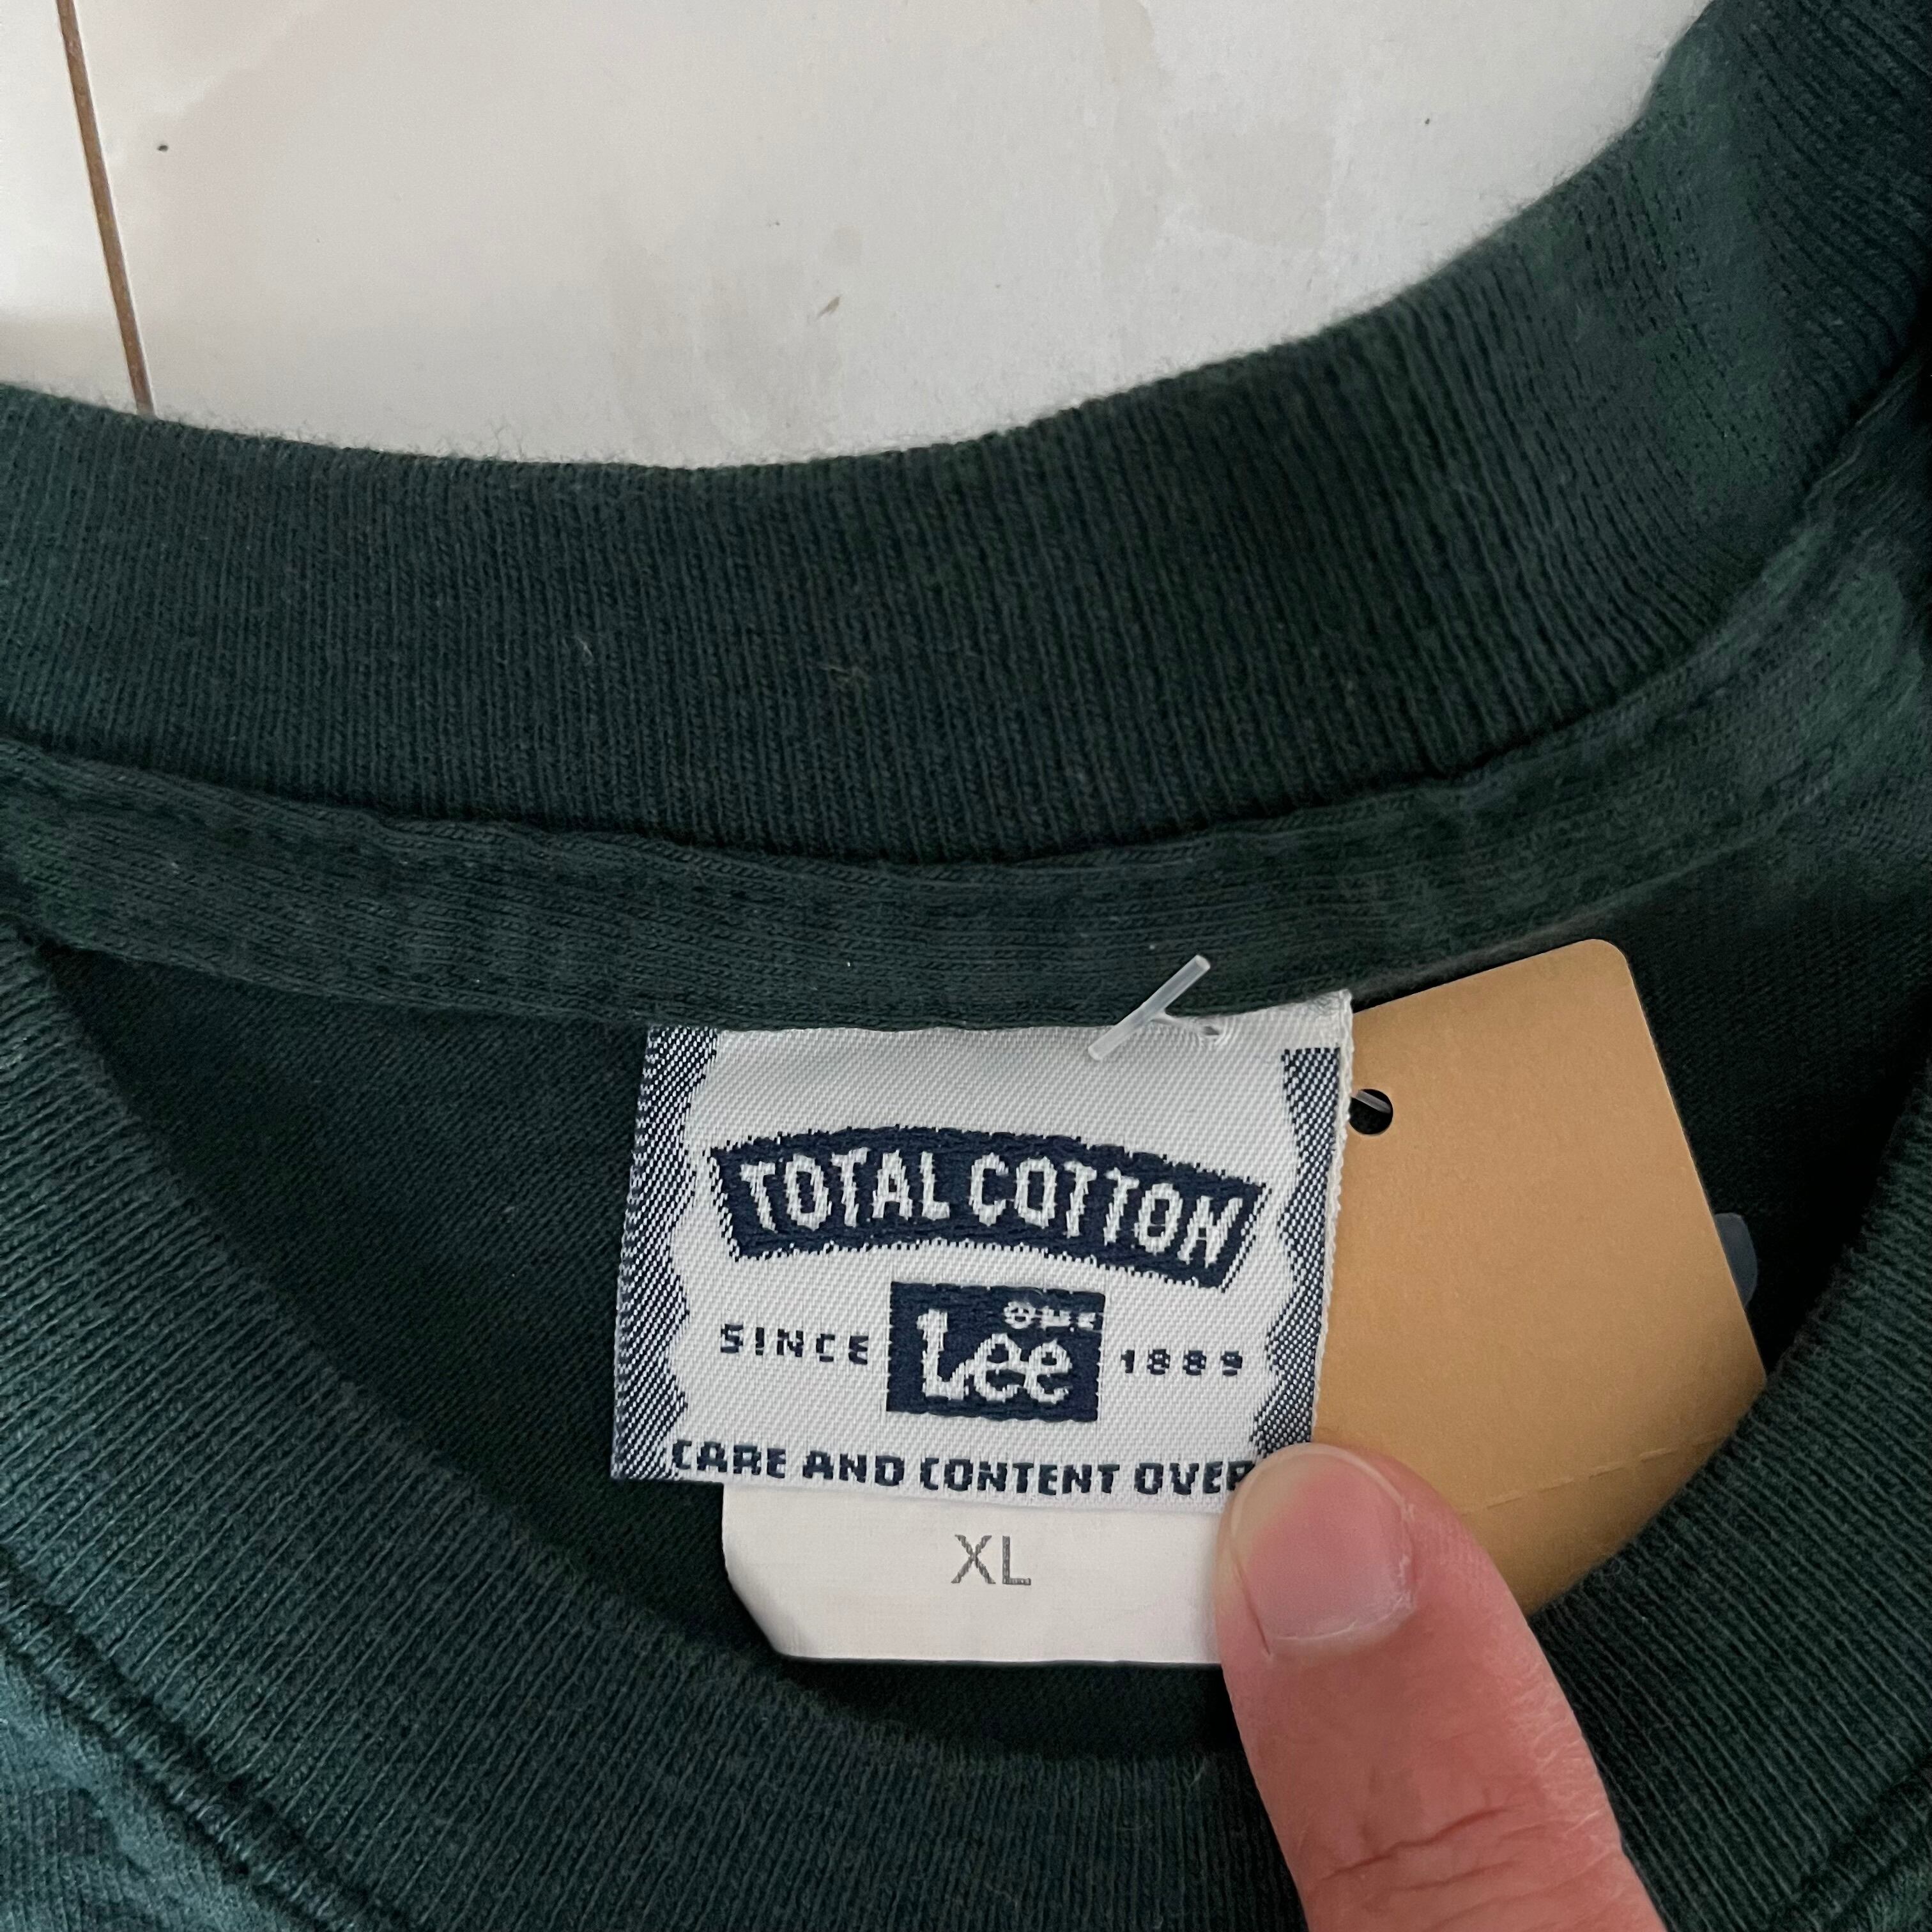 TOTAL COTTON
SINCE Lee 1889
CARE AND CONTENT OVER
XL